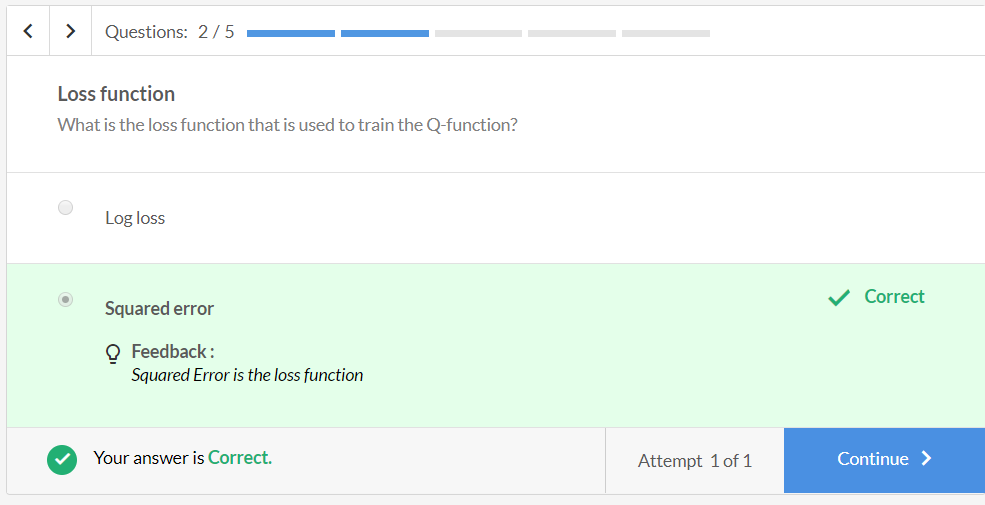 Questions: 2 / 5
Loss function
What is the loss function that is used to train the Q-function?
Log loss
Squared error
Correct
Feedback :
Squared Error is the loss function
Your answer is Correct.
Attempt 1 of 1
Continue